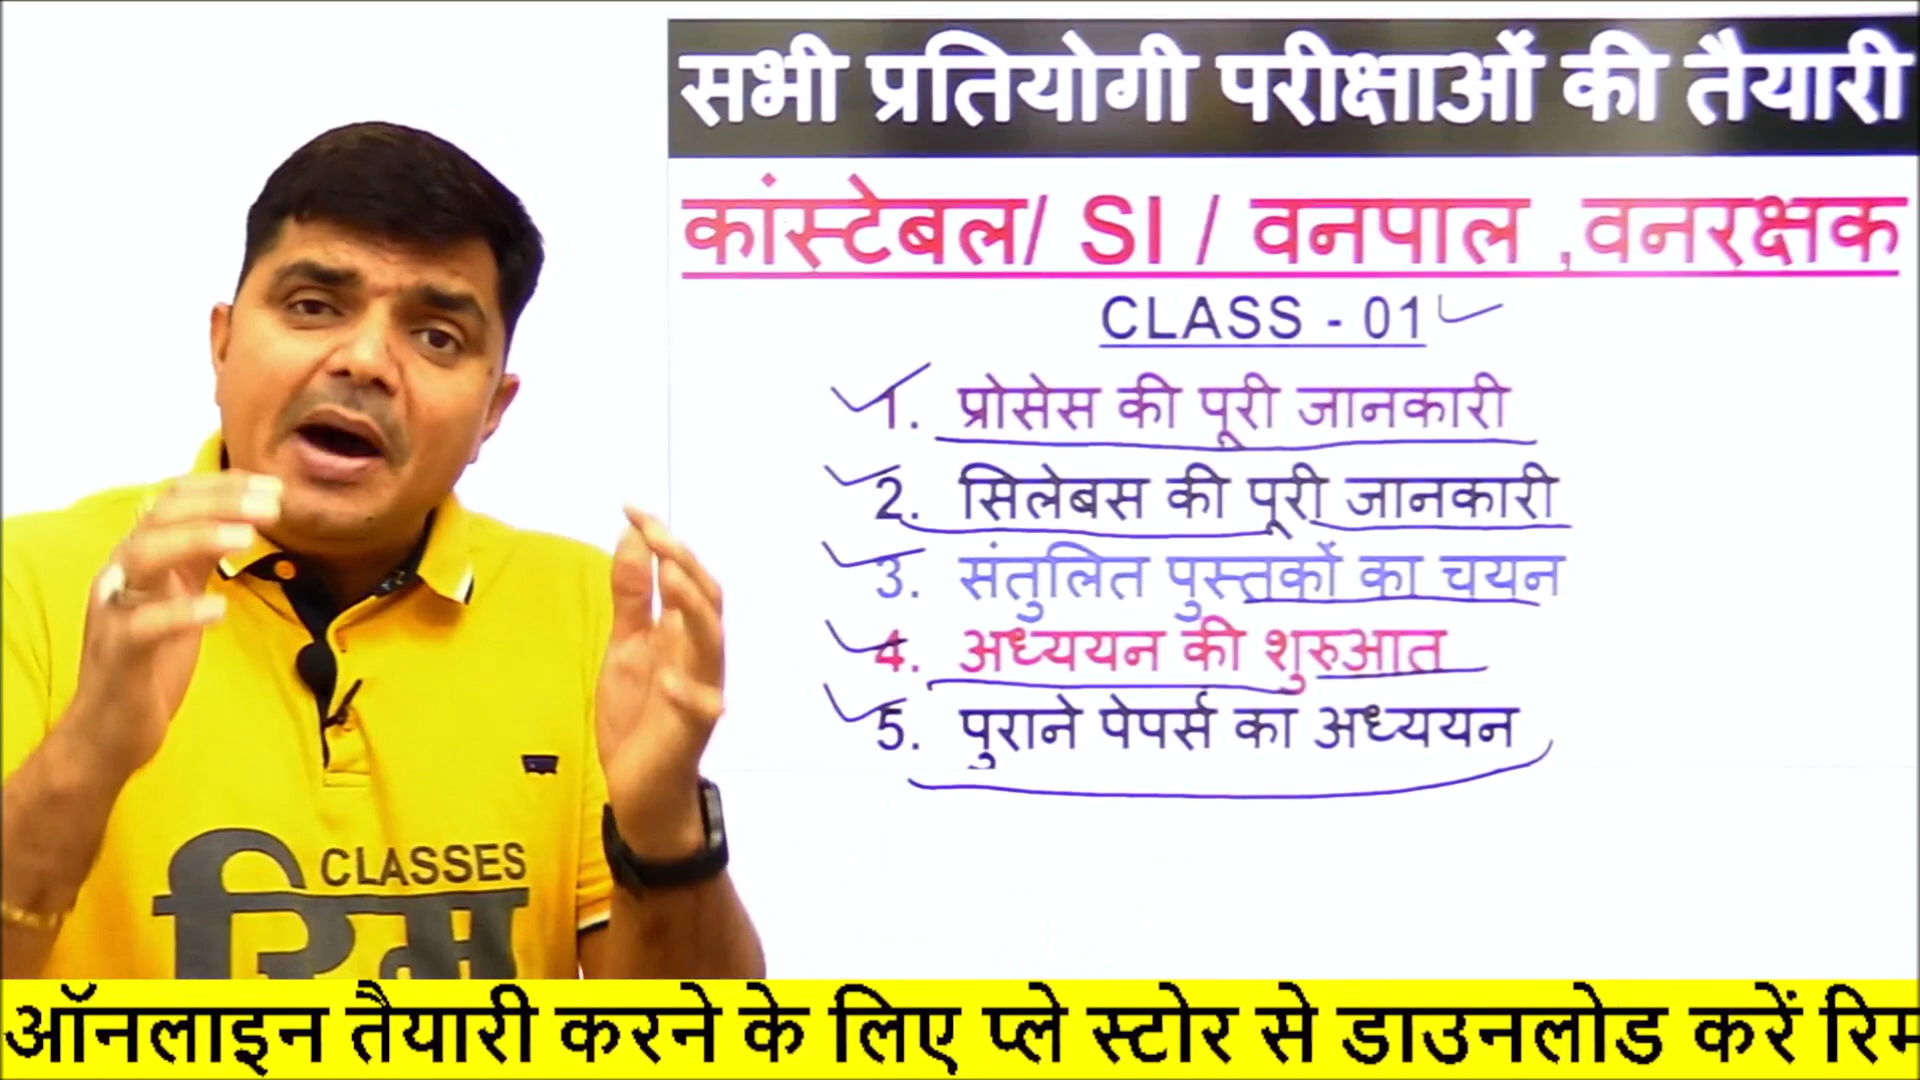 सभी प्रतियोगी परीक्षाओं की तैयारी
कांस्टेबल/ SI / वनपाल ,वनरक्षक
CLASS - 01
1. प्रोसेस की पूरी जानकारी
2. सिलेबस की पूरी जानकारी
3. संतुलित पुस्तकों का चयन
4. अध्ययन की शुरुआत
5. पुराने पेपर्स का अध्ययन
CLASSES
रिम
ऑनलाइन तैयारी करने के लिए प्ले स्टोर से डाउनलोड करें रिम